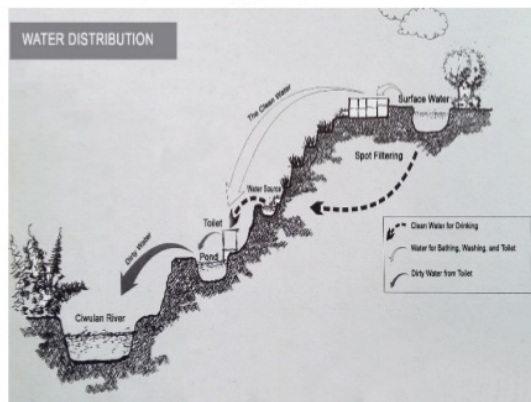 WATER DISTRIBUTION
The Clean Water
Surface Water
Spot Filtering
Water Source
Toilet
Pond
Dirty Water
Ciwulan River
Clean Water for Drinking
Water for Bathing, Washing, and Toilet
Dirty Water from Toilet